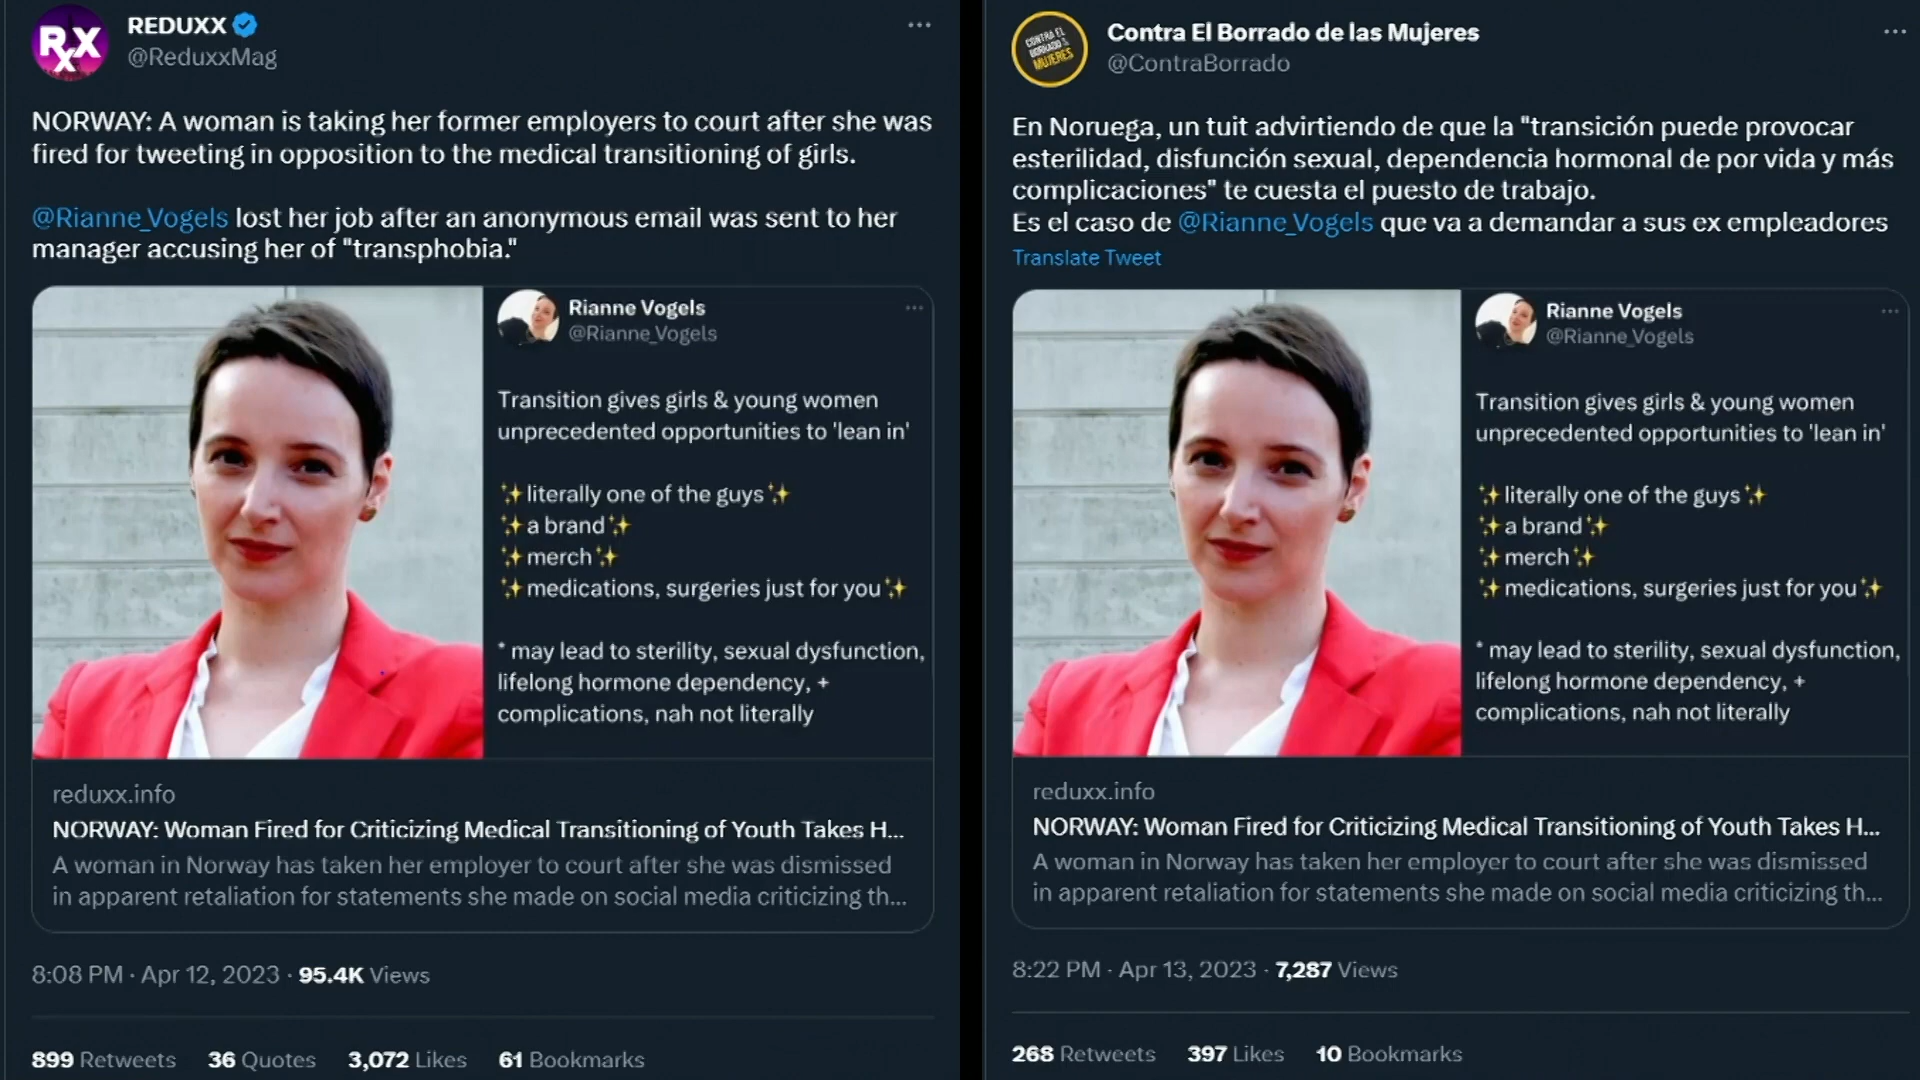 RXX
REDUXX
@ReduxxMag
NORWAY: A woman is taking her former employers to court after she was
fired for tweeting in opposition to the medical transitioning of girls.
@Rianne_Vogels lost her job after an anonymous email was sent to her
manager accusing her of "transphobia."
Rianne Vogels
@Rianne_Vogels
Transition gives girls & young women
unprecedented opportunities to 'lean in'
✨literally one of the guys✨
✨a brand✨
✨merch✨
✨medications, surgeries just for you✨
* may lead to sterility, sexual dysfunction,
lifelong hormone dependency, +
complications, nah not literally
reduxx.info
NORWAY: Woman Fired for Criticizing Medical Transitioning of Youth Takes H...
A woman in Norway has taken her employer to court after she was dismissed
in apparent retaliation for statements she made on social media criticizing th...
8:08 PM · Apr 12, 2023 · 95.4K Views
899 Retweets 36 Quotes 3,072 Likes 61 Bookmarks
CONTRA EL
BORRADO DE LAS
MUJERES
Contra El Borrado de las Mujeres
@ContraBorrado
En Noruega, un tuit advirtiendo de que la "transición puede provocar
esterilidad, disfunción sexual, dependencia hormonal de por vida y más
complicaciones" te cuesta el puesto de trabajo.
Es el caso de @Rianne_Vogels que va a demandar a sus ex empleadores
Translate Tweet
Rianne Vogels
@Rianne_Vogels
Transition gives girls & young women
unprecedented opportunities to 'lean in'
✨literally one of the guys✨
✨a brand✨
✨merch✨
✨medications, surgeries just for you✨
* may lead to sterility, sexual dysfunction,
lifelong hormone dependency, +
complications, nah not literally
reduxx.info
NORWAY: Woman Fired for Criticizing Medical Transitioning of Youth Takes H...
A woman in Norway has taken her employer to court after she was dismissed
in apparent retaliation for statements she made on social media criticizing th...
8:22 PM · Apr 13, 2023 · 7,287 Views
268 Retweets 397 Likes 10 Bookmarks